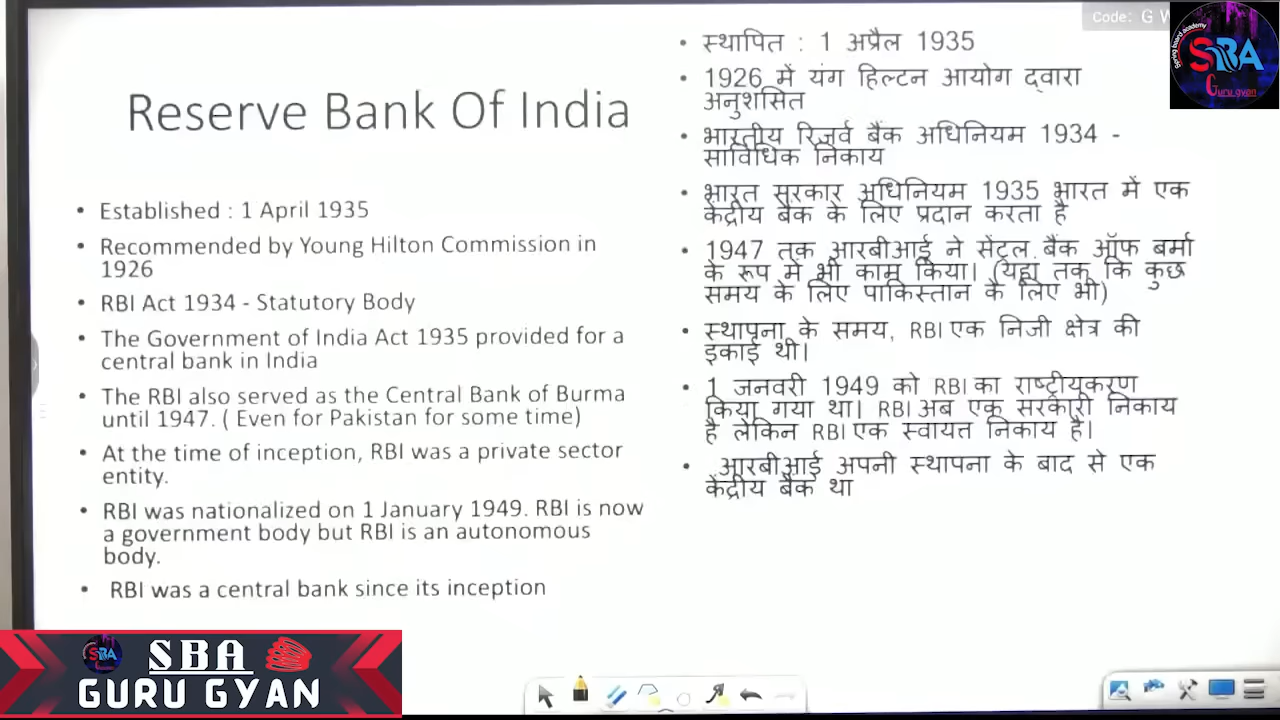 Code: G W
Reserve Bank Of India
• Established : 1 April 1935
• Recommended by Young Hilton Commission in
1926
• RBI Act 1934 - Statutory Body
• The Government of India Act 1935 provided for a
central bank in India
• The RBI also served as the Central Bank of Burma
until 1947. ( Even for Pakistan for some time)
• At the time of inception, RBI was a private sector
entity.
• RBI was nationalized on 1 January 1949. RBI is now
a government body but RBI is an autonomous
body.
• RBI was a central bank since its inception
• स्थापित : 1 अप्रैल 1935
• 1926 में यंग हिल्टन आयोग द्वारा
अनुशंसित
• भारतीय रिजर्व बैंक अधिनियम 1934 -
सांविधिक निकाय
• भारत सरकार अधिनियम 1935 भारत में एक
केंद्रीय बैंक के लिए प्रदान करता है
• 1947 तक आरबीआई ने सेंट्रल बैंक ऑफ बर्मा
के रूप में भी काम किया। (यहां तक कि कुछ
समय के लिए पाकिस्तान के लिए भी)
• स्थापना के समय, RBI एक निजी क्षेत्र की
इकाई थी।
• 1 जनवरी 1949 को RBI का राष्ट्रीयकरण
किया गया था। RBI अब एक सरकारी निकाय
है लेकिन RBI एक स्वायत्त निकाय है।
• आरबीआई अपनी स्थापना के बाद से एक
केंद्रीय बैंक था
SBA
Guru gyan
SBA
SBA
GURU GYAN